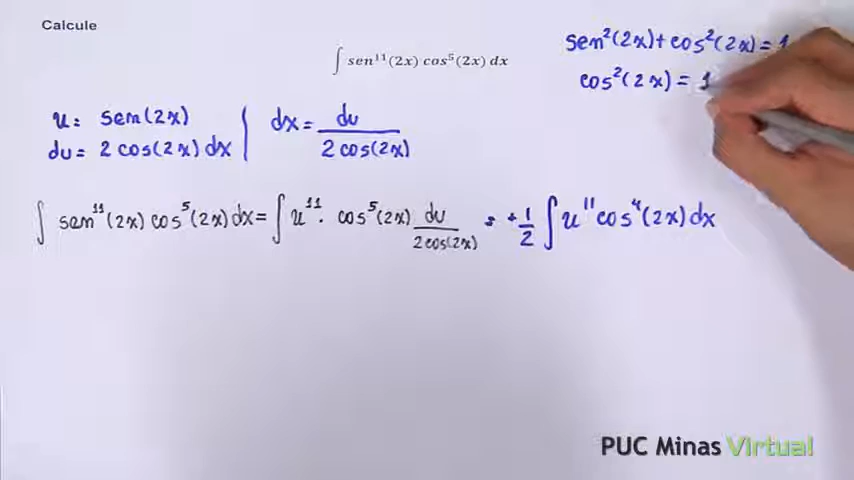 Calcule
∫ sen¹¹(2x) cos⁵(2x) dx
sen²(2x) + cos²(2x) = 1
cos²(2x) = 1
u = sen(2x)
du = 2 cos(2x) dx
dx = du / 2 cos(2x)
∫ sen¹¹(2x) cos⁵(2x) dx = ∫ u¹¹ · cos⁵(2x) du / 2cos(2x) = + 1/2 ∫ u¹¹ cos⁴(2x) dx
PUC Minas Virtual